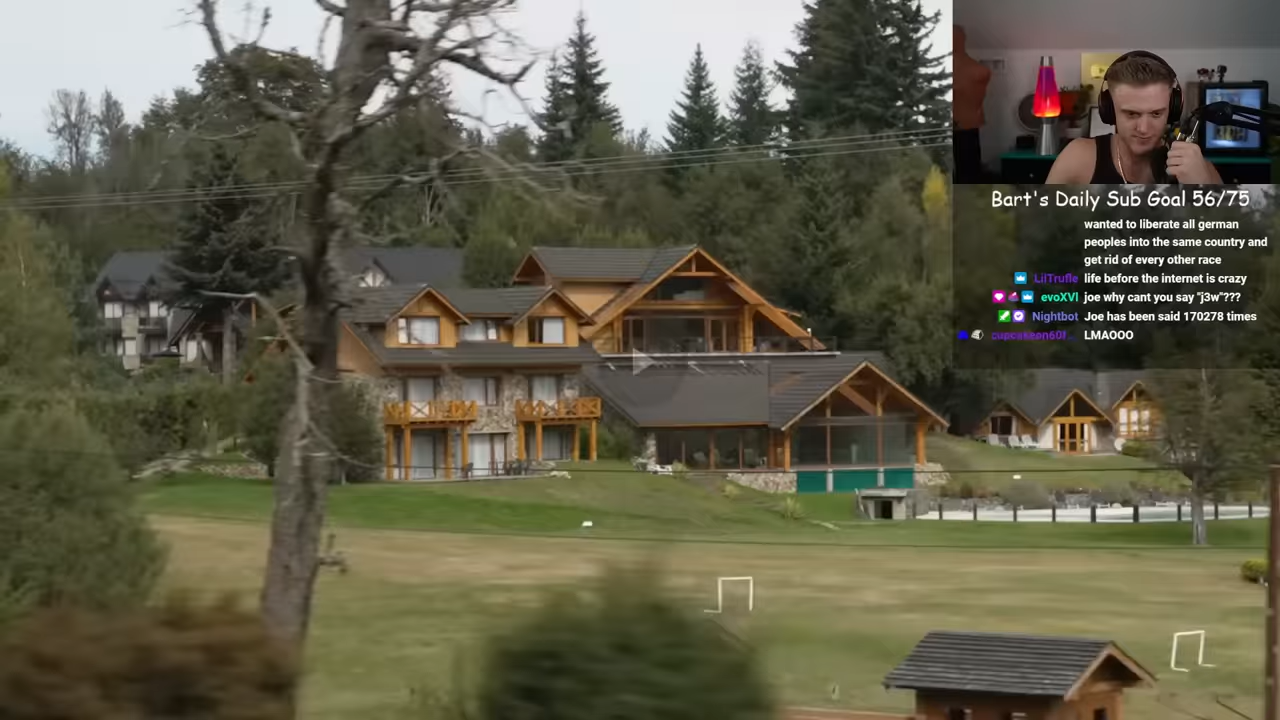 Bart's Daily Sub Goal 56/75
wanted to liberate all german
peoples into the same country and
get rid of every other race
LilTrufle life before the internet is crazy
evoXVI joe why cant you say "j3w"???
Nightbot Joe has been said 170278 times
LMAOOO